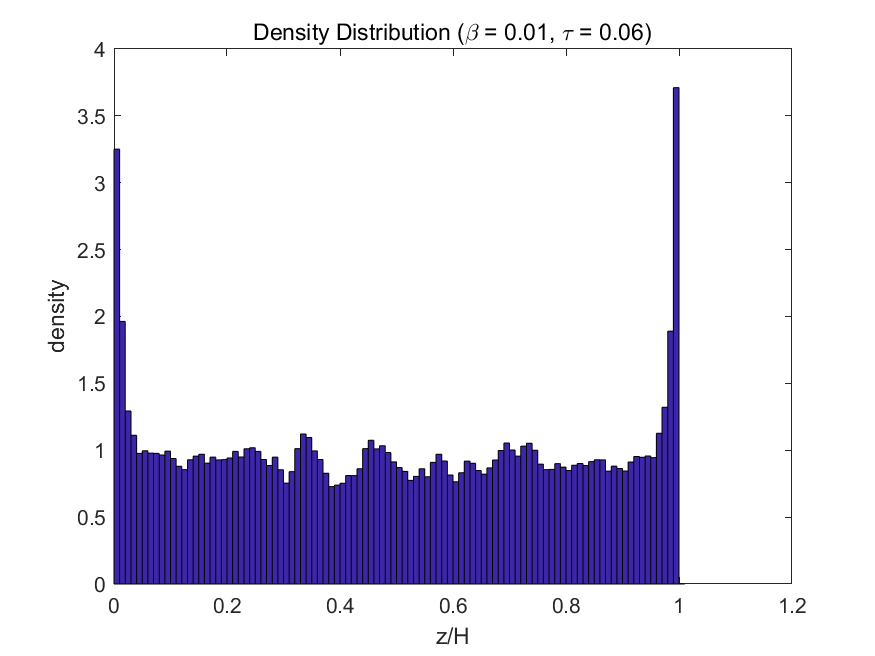 Density Distribution (β = 0.01, τ = 0.06)
4
3.5
3
2.5
2
1.5
1
0.5
0
density
0 0.2 0.4 0.6 0.8 1 1.2
z/H